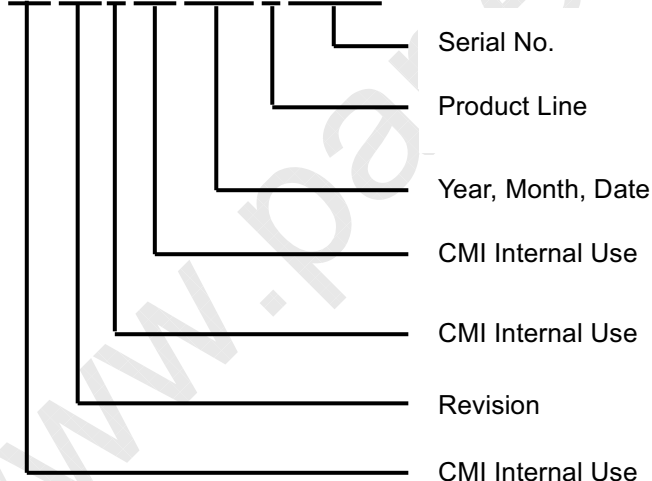 Serial No.
Product Line
Year, Month, Date
CMI Internal Use
CMI Internal Use
Revision
CMI Internal Use